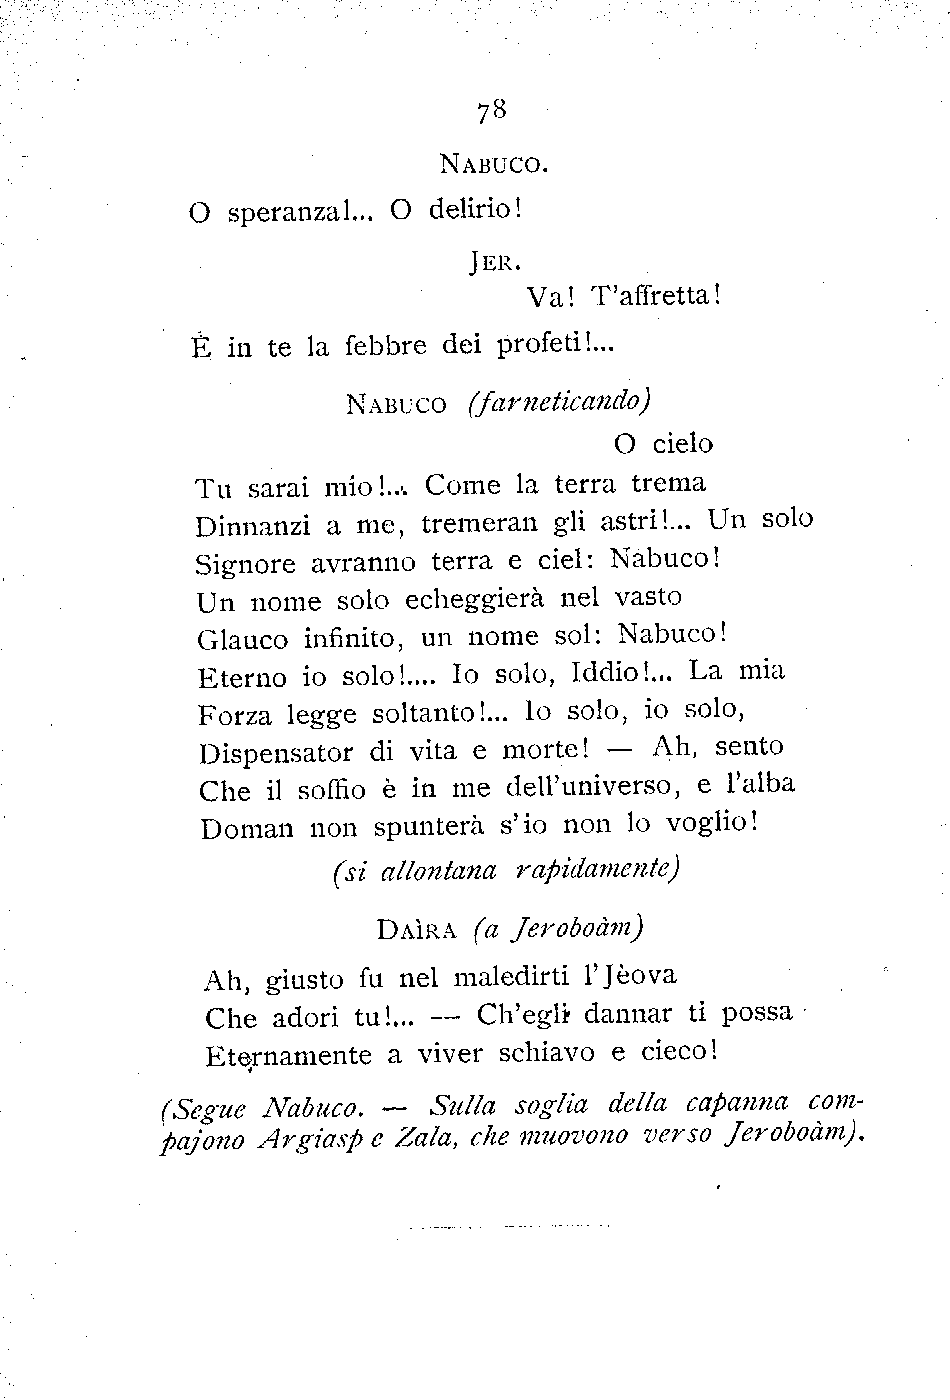 78
NABUCO.
O speranza!... O delirio!
JER.
Va! T'affretta!
È in te la febbre dei profeti!...
NABUCO (farneticando)
O cielo
Tu sarai mio!... Come la terra trema
Dinnanzi a me, tremeran gli astri!... Un solo
Signore avranno terra e ciel: Nabuco!
Un nome solo echeggierà nel vasto
Glauco infinito, un nome sol: Nabuco!
Eterno io solo!.... Io solo, Iddio!... La mia
Forza legge soltanto!... Io solo, io solo,
Dispensator di vita e morte! — Ah, sento
Che il soffio è in me dell'universo, e l'alba
Doman non spunterà s'io non lo voglio!
(si allontana rapidamente)
DAÌRA (a Jeroboàm)
Ah, giusto fu nel maledirti l'Jèova
Che adori tu!... — Ch'egli dannar ti possa
Eternamente a viver schiavo e cieco!
(Segue Nabuco. — Sulla soglia della capanna com-
pajono Argiasp e Zala, che muovono verso Jeroboàm).